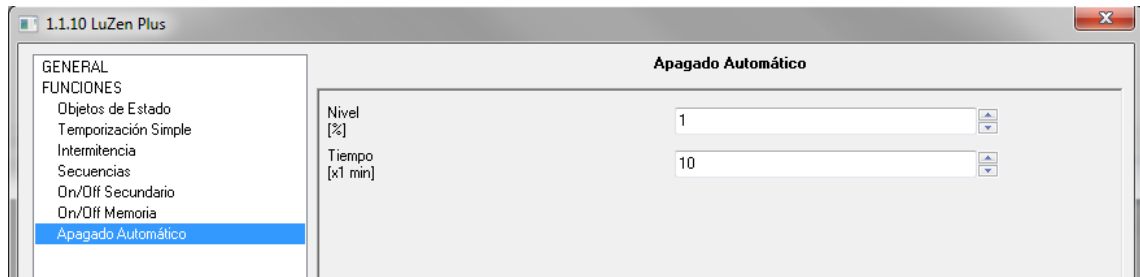 1.1.10 LuZen Plus
GENERAL
FUNCIONES
Objetos de Estado
Temporización Simple
Intermitencia
Secuencias
On/Off Secundario
On/Off Memoria
Apagado Automático
Apagado Automático
Nivel
[%]
1
Tiempo
[x1 min]
10